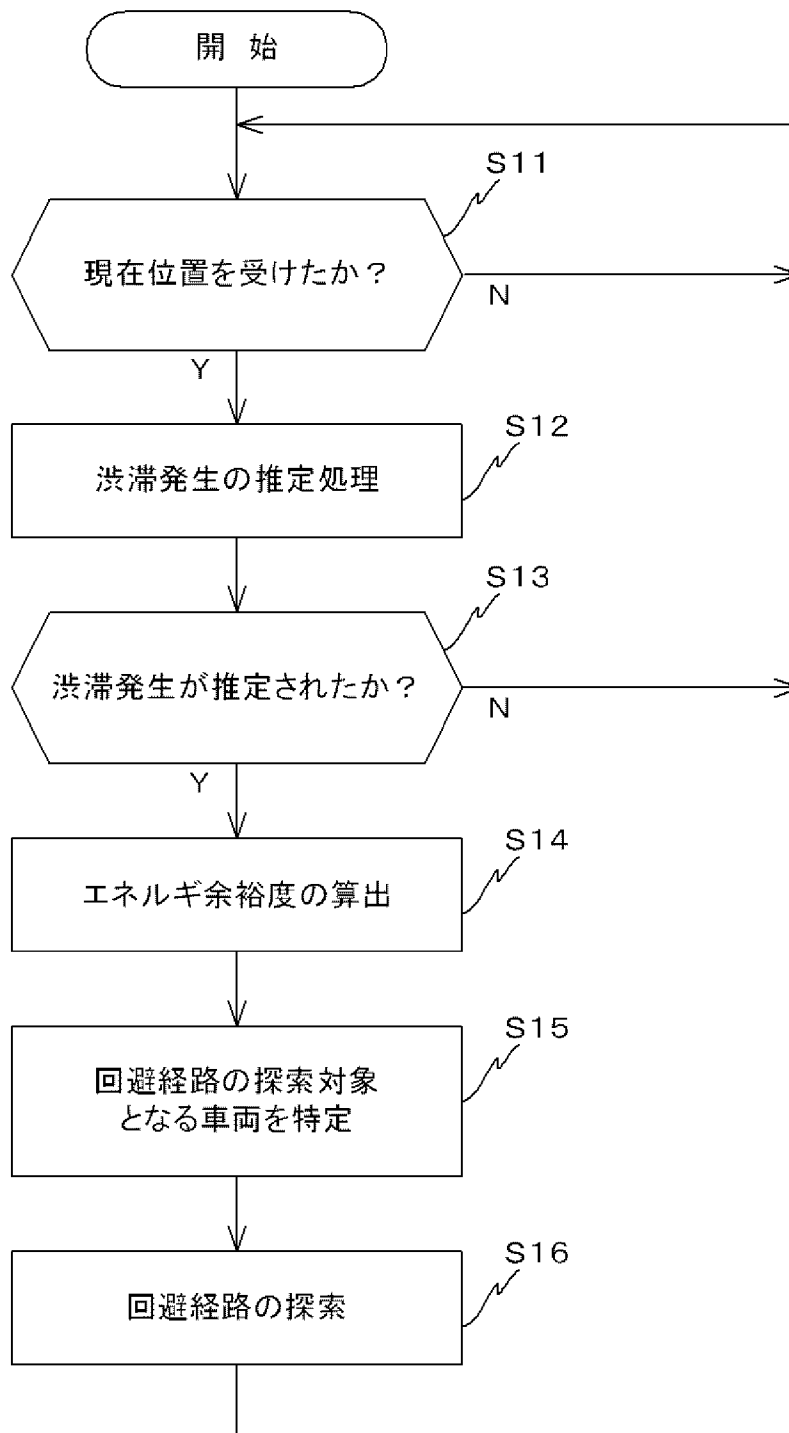 開 始
S11
現在位置を受けたか？
N
Y
S12
渋滞発生の推定処理
S13
渋滞発生が推定されたか？
N
Y
S14
エネルギ余裕度の算出
S15
回避経路の探索対象
となる車両を特定
S16
回避経路の探索